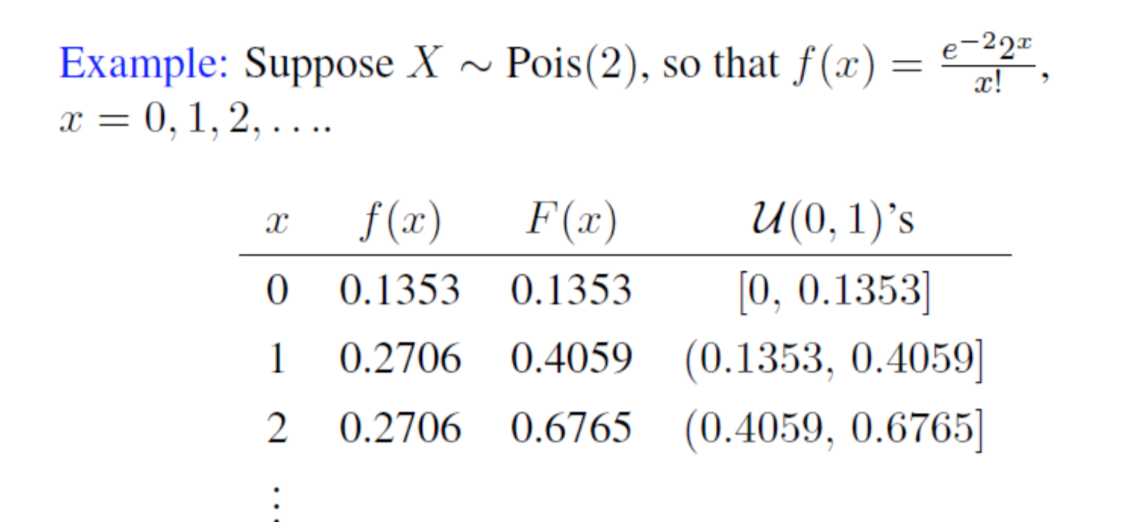 Example: Suppose X ∼ Pois(2), so that f(x) = e^{−2}2^x/x!,
x = 0, 1, 2, . . ..
x f(x) F(x) U(0, 1)’s
0 0.1353 0.1353 [0, 0.1353]
1 0.2706 0.4059 (0.1353, 0.4059]
2 0.2706 0.6765 (0.4059, 0.6765]
⋮